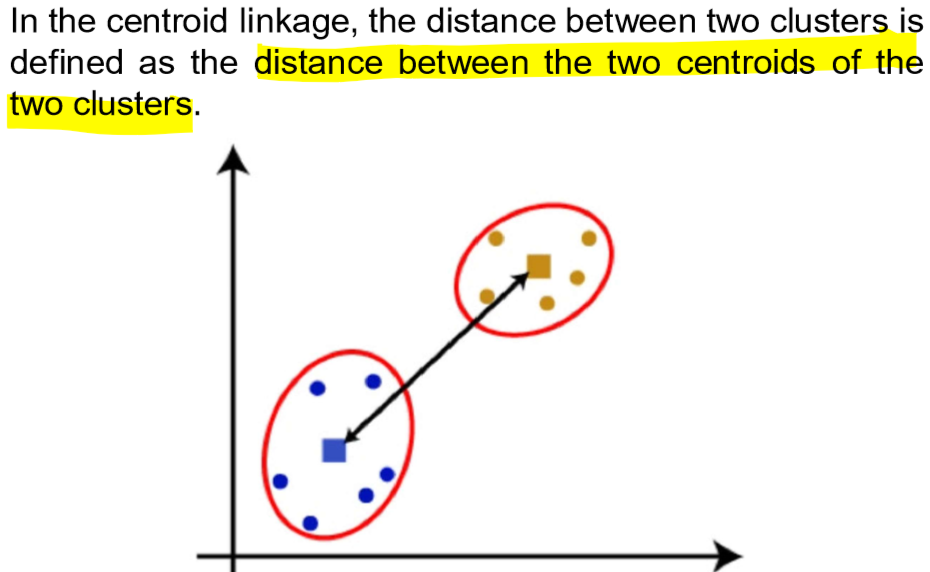 In the centroid linkage, the distance between two clusters is
defined as the distance between the two centroids of the
two clusters.